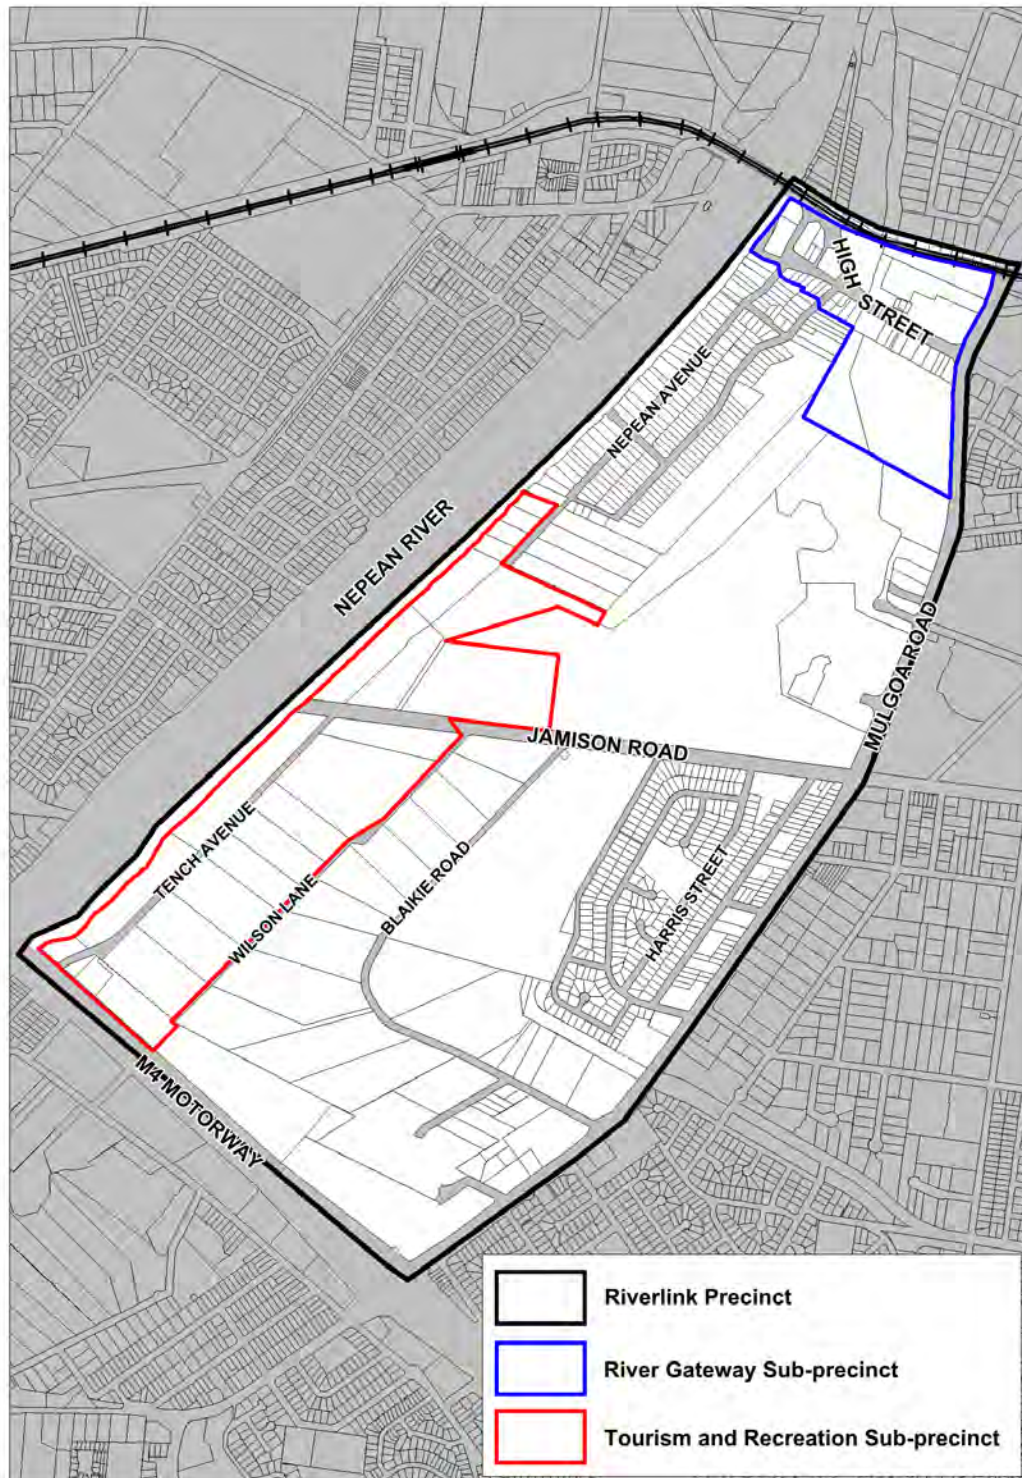 HIGH STREET
NEPEAN AVENUE
NEPEAN RIVER
MULGOA ROAD
JAMISON ROAD
TENCH AVENUE
WILSON LANE
BLAIKIE ROAD
HARRIS STREET
M4 MOTORWAY
Riverlink Precinct
River Gateway Sub-precinct
Tourism and Recreation Sub-precinct